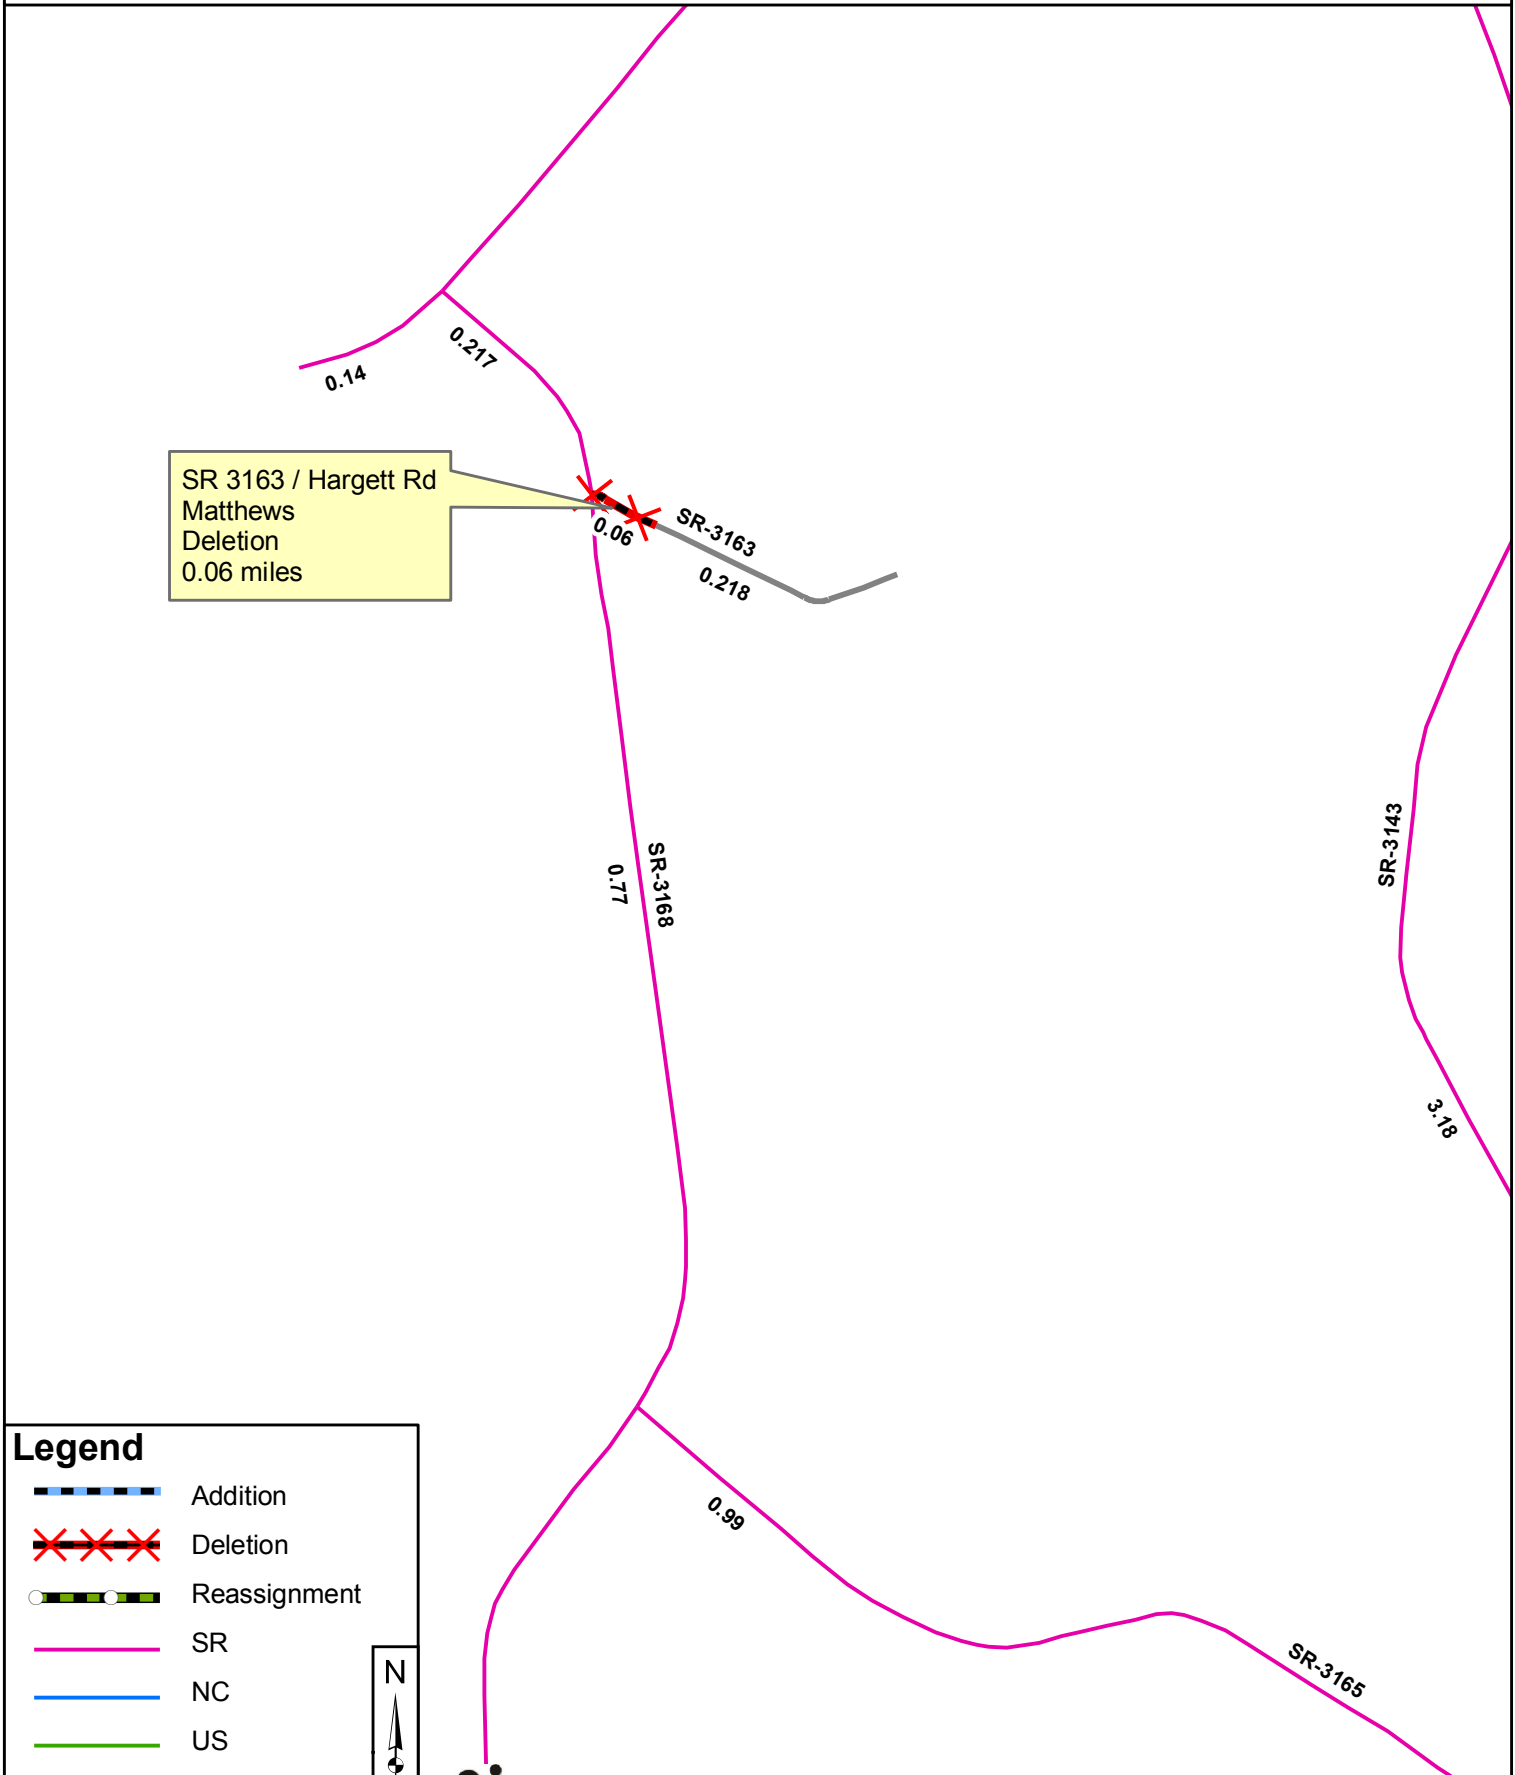 0.217
0.14
SR 3163 / Hargett Rd
Matthews
Deletion
0.06 miles
0.06
SR-3163
0.218
SR-3143
SR-3168
0.77
3.18
0.99
SR-3165
Legend
Addition
Deletion
Reassignment
SR
NC
US
N